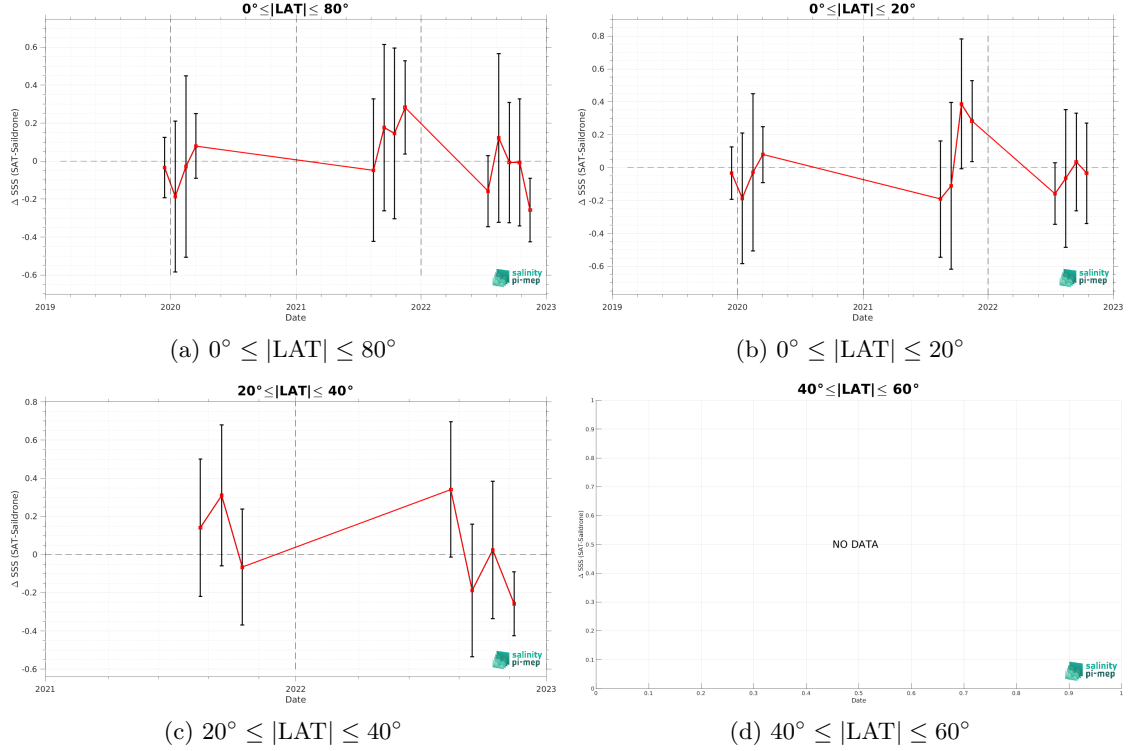 0°≤|LAT|≤ 80°
Δ SSS (SAT-Saildrone)
0.6
0.4
0.2
0
-0.2
-0.4
-0.6
2019
2020
2021
2022
2023
Date
salinity
pi-mep
(a) 0° ≤ |LAT| ≤ 80°
0°≤|LAT|≤ 20°
Δ SSS (SAT-Saildrone)
0.8
0.6
0.4
0.2
0
-0.2
-0.4
-0.6
2019
2020
2021
2022
2023
Date
salinity
pi-mep
(b) 0° ≤ |LAT| ≤ 20°
20°≤|LAT|≤ 40°
Δ SSS (SAT-Saildrone)
0.8
0.6
0.4
0.2
0
-0.2
-0.4
-0.6
2021
2022
2023
Date
salinity
pi-mep
(c) 20° ≤ |LAT| ≤ 40°
40°≤|LAT|≤ 60°
Δ SSS (SAT-Saildrone)
1
0.9
0.8
0.7
0.6
0.5
0.4
0.3
0.2
0.1
0
NO DATA
0
0.1
0.2
0.3
0.4
0.5
0.6
0.7
0.8
0.9
1
Date
salinity
pi-mep
(d) 40° ≤ |LAT| ≤ 60°